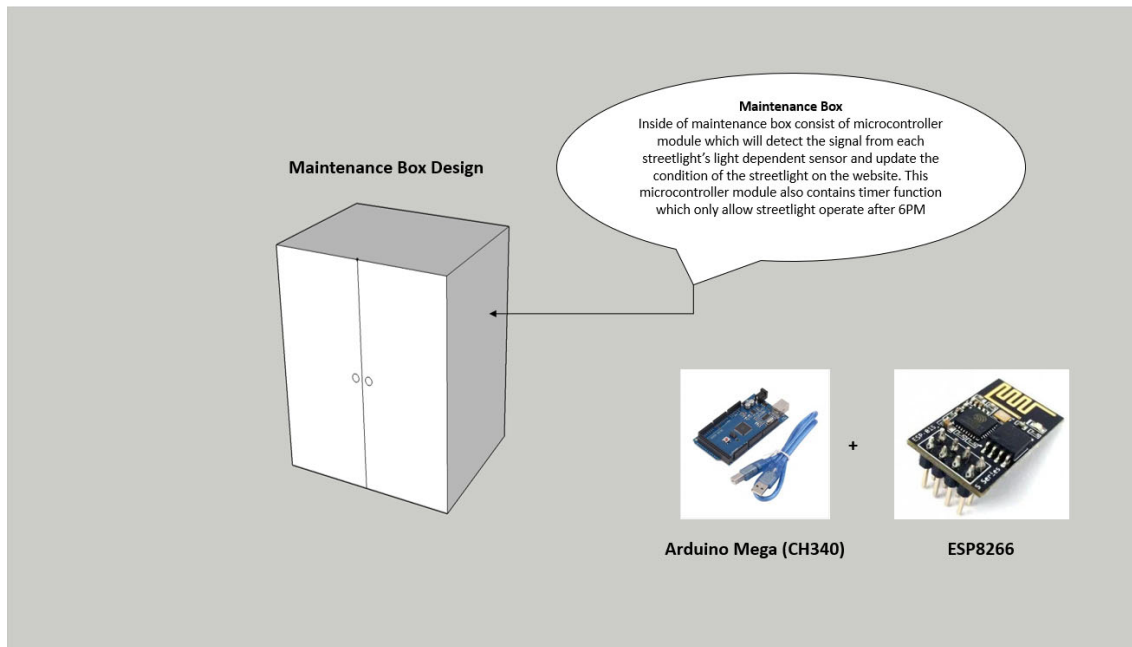 Maintenance Box
Inside of maintenance box consist of microcontroller
module which will detect the signal from each
streetlight's light dependent sensor and update the
condition of the streetlight on the website. This
microcontroller module also contains timer function
which only allow streetlight operate after 6PM
Maintenance Box Design
+
Arduino Mega (CH340)
ESP8266